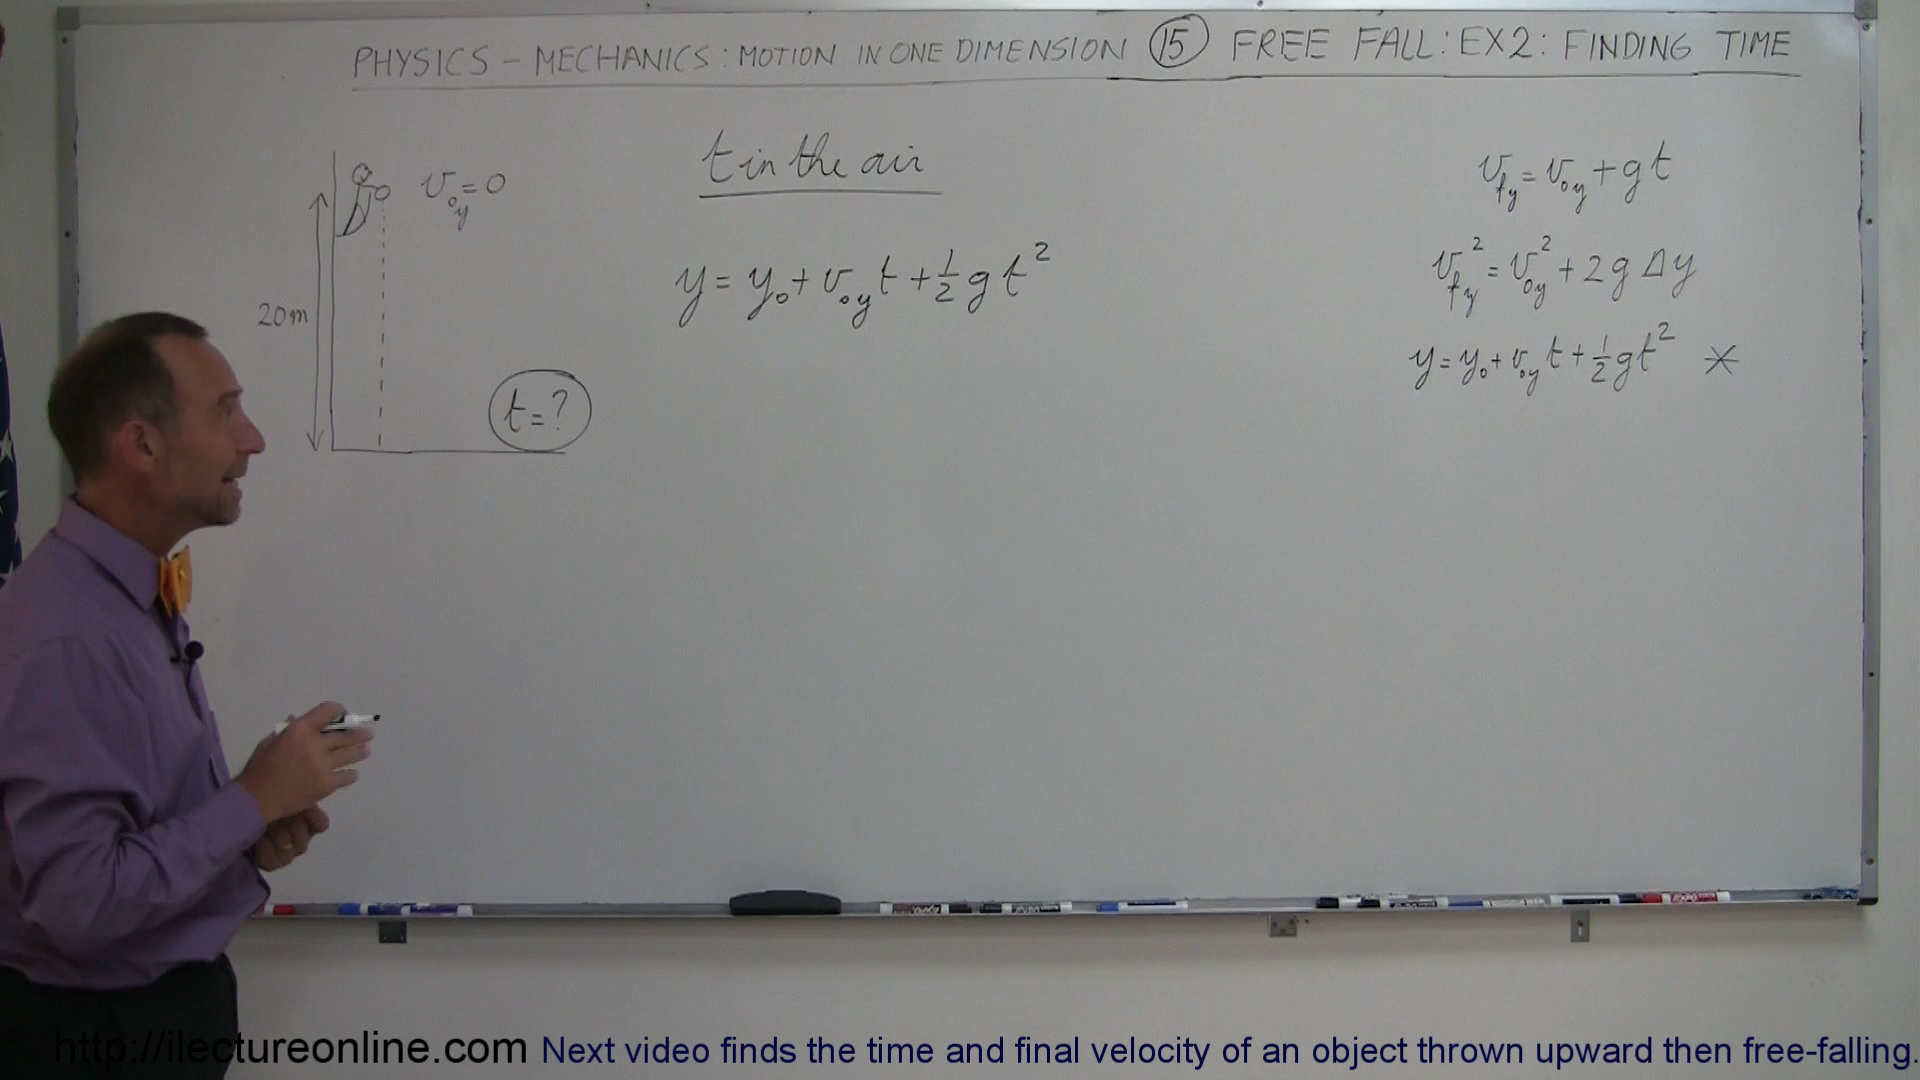 PHYSICS – MECHANICS: MOTION IN ONE DIMENSION 15 FREE FALL: EX2: FINDING TIME
t in the air
v₀y = 0
20m
t = ?
y = y₀ + v₀y t + ½ g t²
v_fy = v₀y + g t
v_fy² = v₀y² + 2 g Δy
y = y₀ + v₀y t + ½ g t² *
http://ilectureonline.com Next video finds the time and final velocity of an object thrown upward then free-falling.